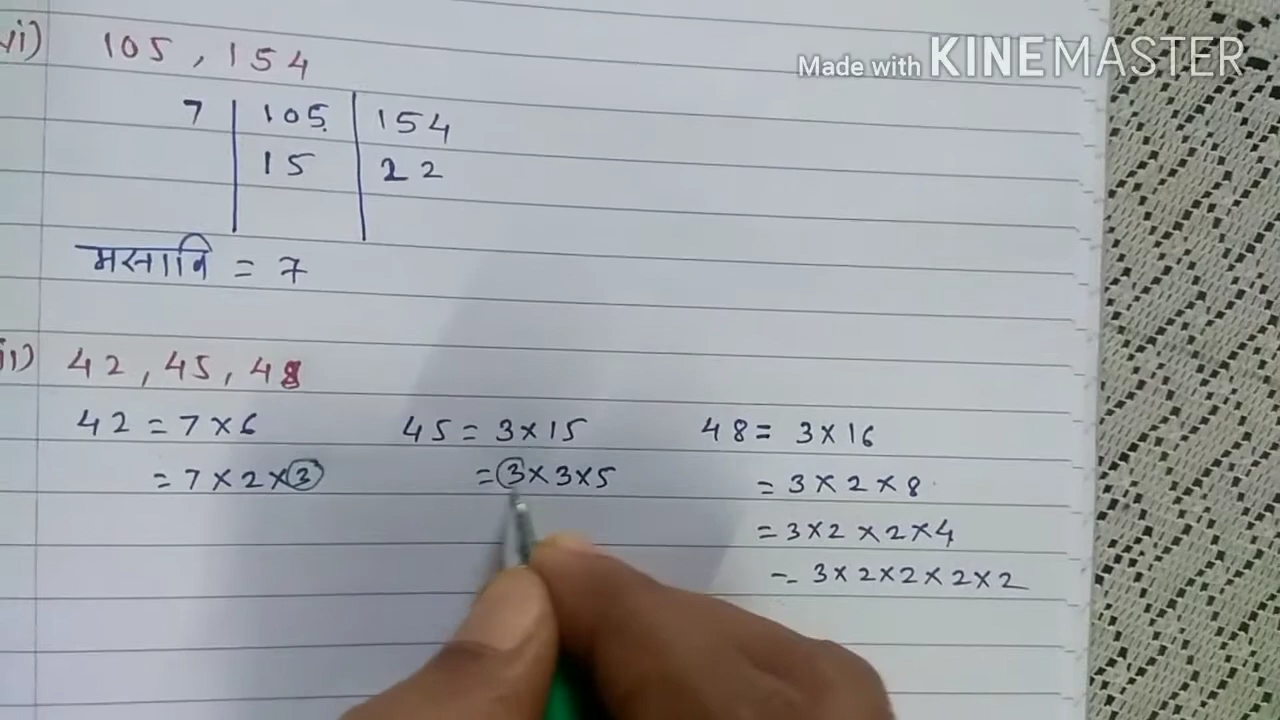 Made with KINEMASTER
vi) 105, 154
7 | 105 | 154
15 | 22
मसावि = 7
ii) 42, 45, 48
42 = 7 × 6
= 7 × 2 × 3
45 = 3 × 15
= 3 × 3 × 5
48 = 3 × 16
= 3 × 2 × 8
= 3 × 2 × 2 × 4
= 3 × 2 × 2 × 2 × 2